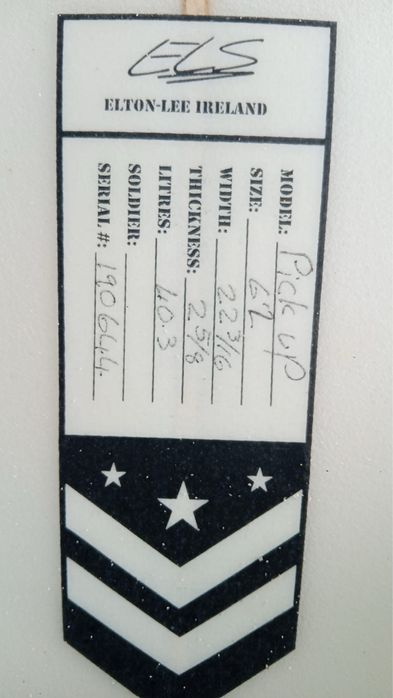 ELS
ELTON-LEE IRELAND
MODEL: Pick up
SIZE: 6'2
WIDTH: 22 3/16
THICKNESS: 2 5/8
LITRES: 40.3
SOLDIER:
SERIAL #: 190644.